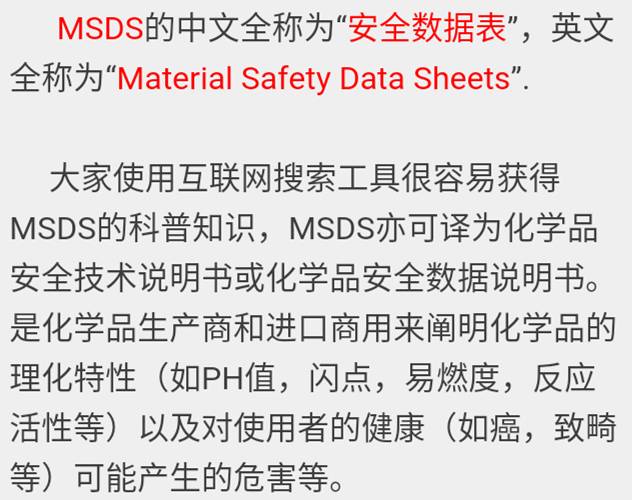 MSDS的中文全称为“安全数据表”，英文
全称为“Material Safety Data Sheets”.
大家使用互联网搜索工具很容易获得
MSDS的科普知识，MSDS亦可译为化学品
安全技术说明书或化学品安全数据说明书。
是化学品生产商和进口商用来阐明化学品的
理化特性（如PH值，闪点，易燃度，反应
活性等）以及对使用者的健康（如癌，致畸
等）可能产生的危害等。